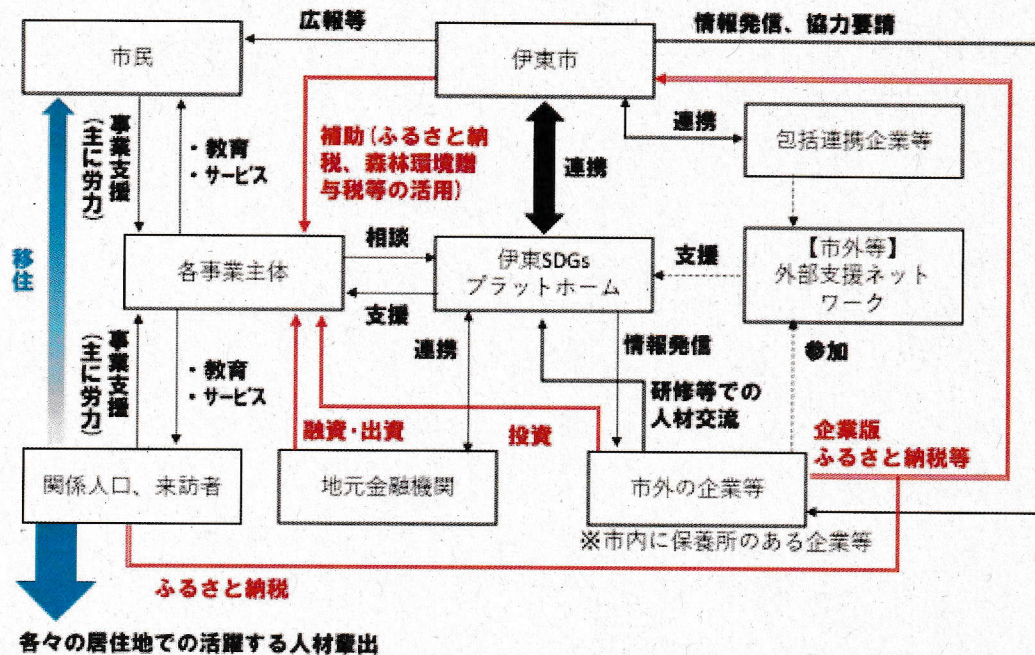 広報等
情報発信、協力要請
市民
伊東市
事業支援
(主に労力)
・教育
・サービス
補助(ふるさと納
税、森林環境贈
与税等の活用)
連携
連携
包括連携企業等
移住
各事業主体
相談
伊東SDGs
プラットホーム
支援
【市外等】
外部支援ネット
ワーク
支援
事業支援
(主に労力)
・教育
・サービス
連携
情報発信
参加
研修等での
人材交流
融資・出資
投資
企業版
ふるさと納税等
関係人口、来訪者
地元金融機関
市外の企業等
※市内に保養所のある企業等
ふるさと納税
各々の居住地での活躍する人材輩出